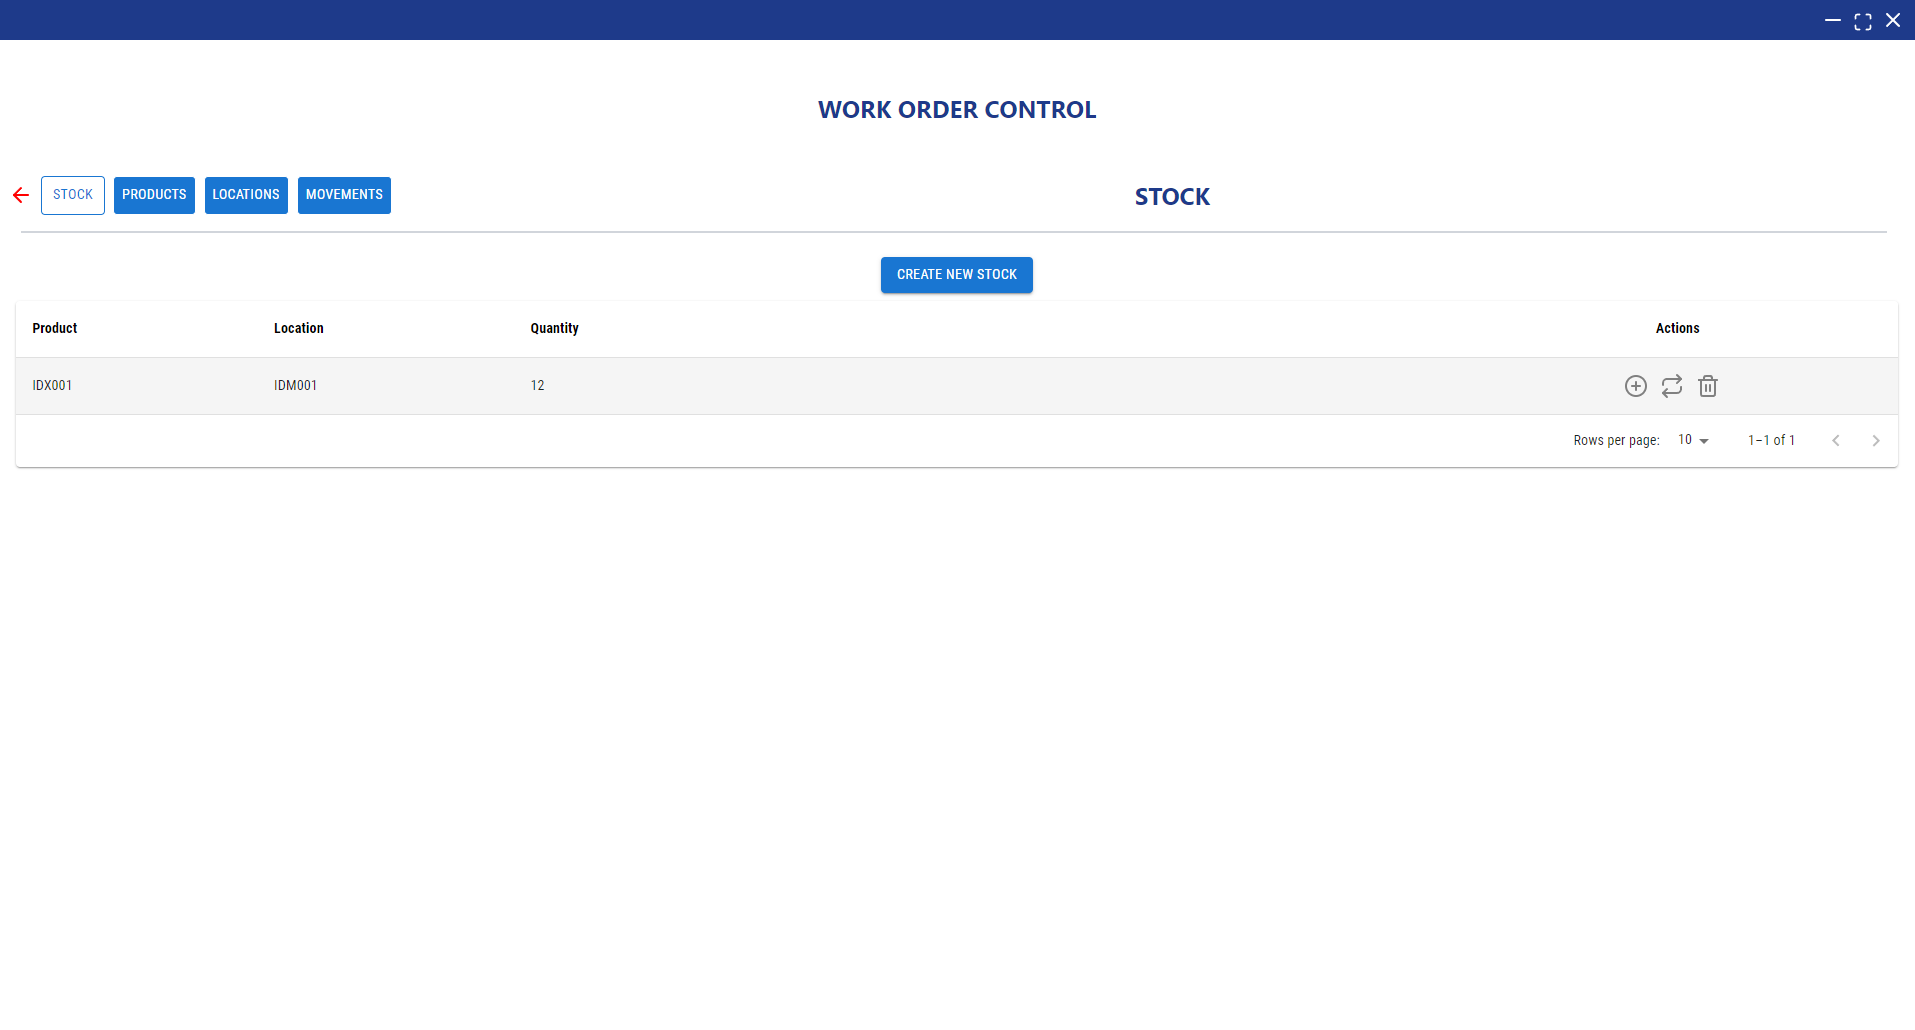 WORK ORDER CONTROL
STOCK PRODUCTS LOCATIONS MOVEMENTS
STOCK
CREATE NEW STOCK
Product Location Quantity Actions
IDX001 IDM001 12
Rows per page: 10 1–1 of 1